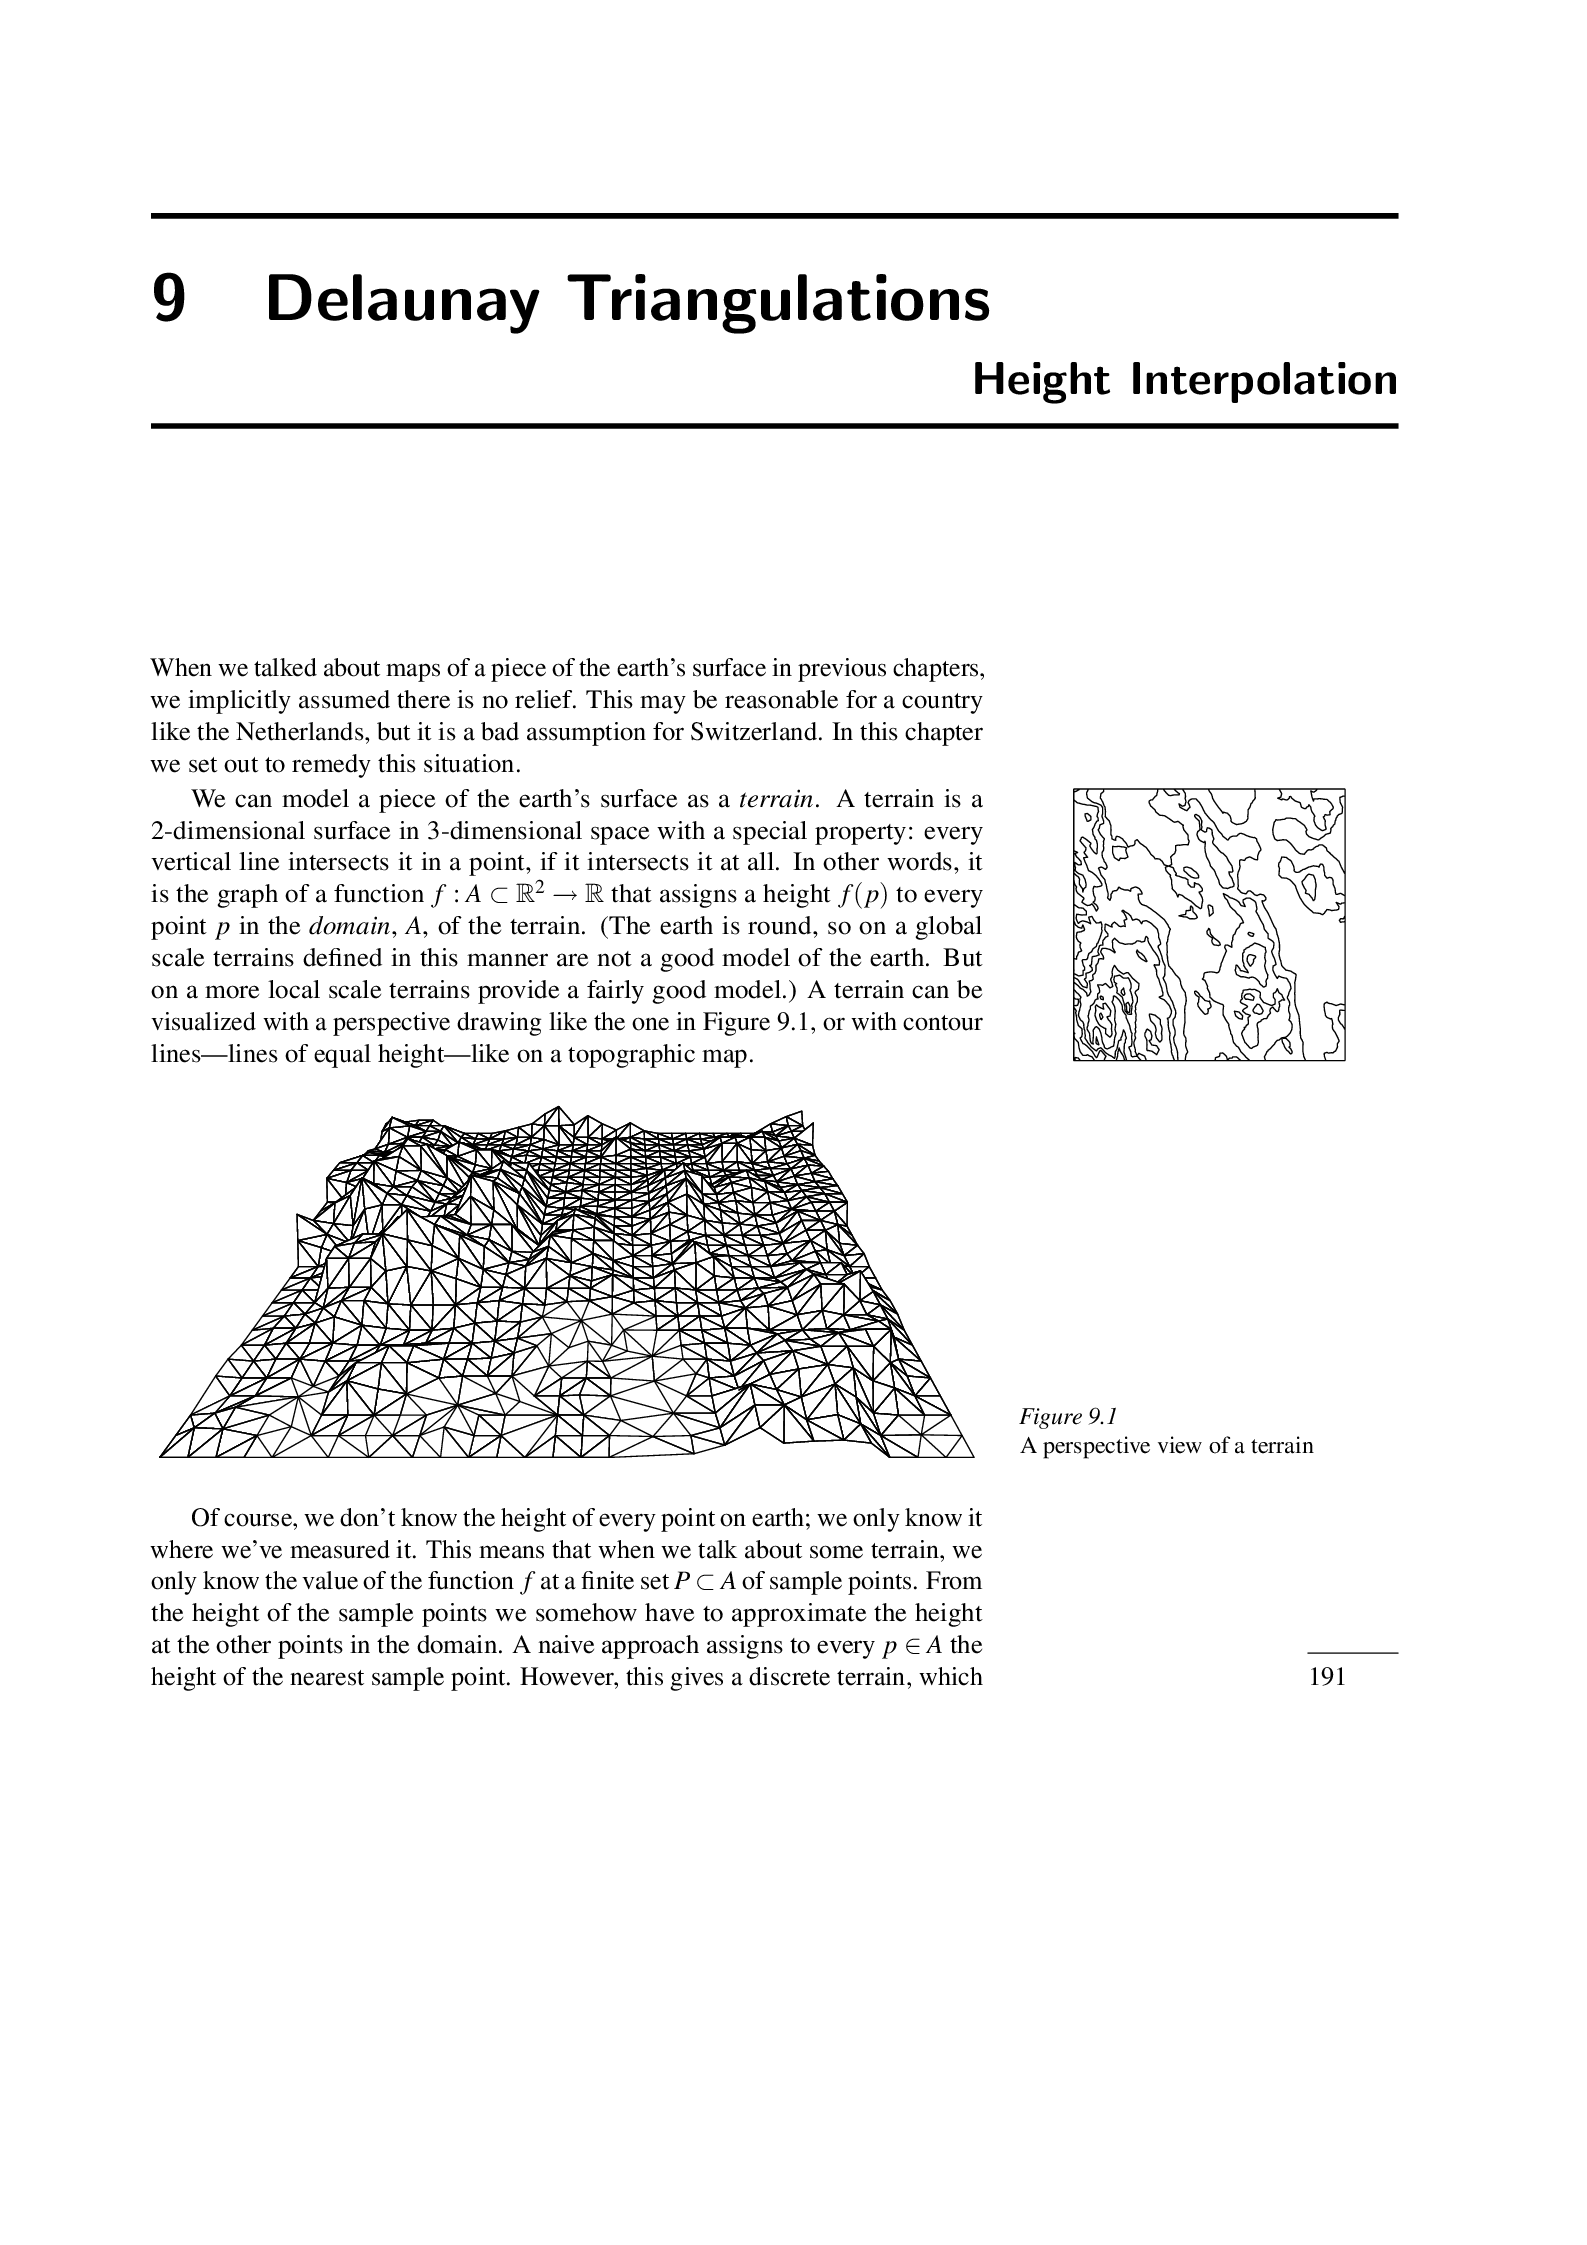 9 Delaunay Triangulations
Height Interpolation
When we talked about maps of a piece of the earth’s surface in previous chapters,
we implicitly assumed there is no relief. This may be reasonable for a country
like the Netherlands, but it is a bad assumption for Switzerland. In this chapter
we set out to remedy this situation.
We can model a piece of the earth’s surface as a terrain. A terrain is a
2-dimensional surface in 3-dimensional space with a special property: every
vertical line intersects it in a point, if it intersects it at all. In other words, it
is the graph of a function f : A ⊂ ℝ² → ℝ that assigns a height f(p) to every
point p in the domain, A, of the terrain. (The earth is round, so on a global
scale terrains defined in this manner are not a good model of the earth. But
on a more local scale terrains provide a fairly good model.) A terrain can be
visualized with a perspective drawing like the one in Figure 9.1, or with contour
lines—lines of equal height—like on a topographic map.
Figure 9.1
A perspective view of a terrain
Of course, we don’t know the height of every point on earth; we only know it
where we’ve measured it. This means that when we talk about some terrain, we
only know the value of the function f at a finite set P ⊂ A of sample points. From
the height of the sample points we somehow have to approximate the height
at the other points in the domain. A naive approach assigns to every p ∈ A the
height of the nearest sample point. However, this gives a discrete terrain, which
191